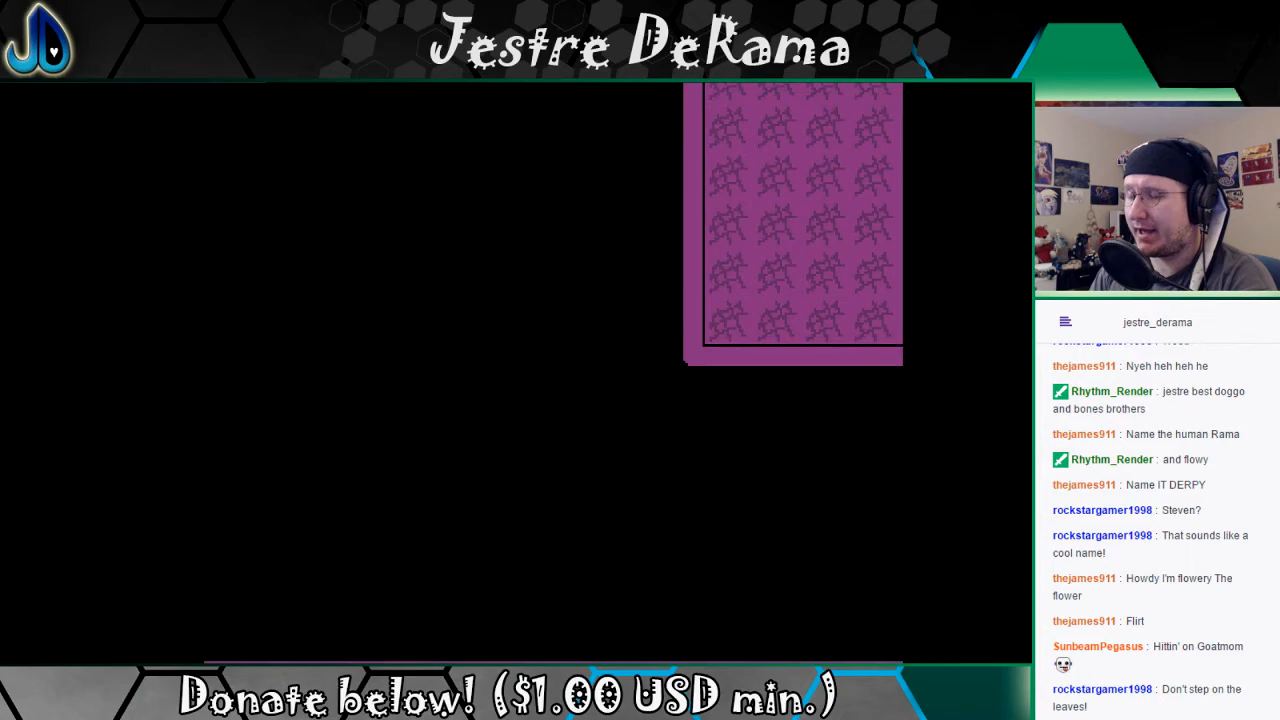 JD
Jestre DeRama
jestre_derama
thejames911 : Nyeh heh heh he
Rhythm_Render : jestre best doggo
and bones brothers
thejames911 : Name the human Rama
Rhythm_Render : and flowy
thejames911 : Name IT DERPY
rockstargamer1998 : Steven?
rockstargamer1998 : That sounds like a
cool name!
thejames911 : Howdy I'm flowery The
flower
thejames911 : Flirt
SunbeamPegasus : Hittin' on Goatmom
rockstargamer1998 : Don't step on the
leaves!
Donate below! ($1.00 USD min.)